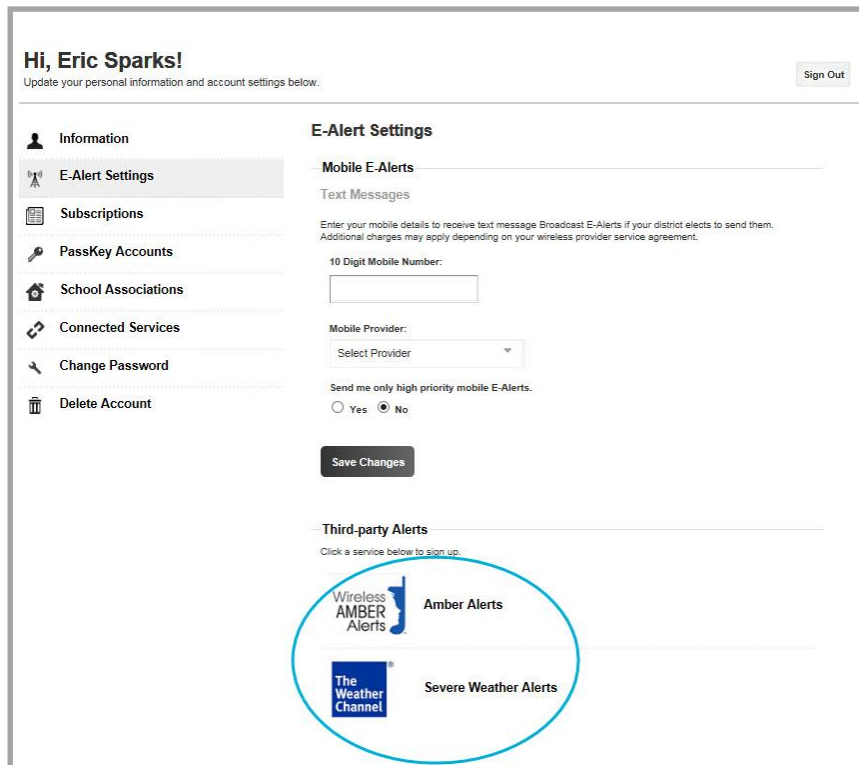 Hi, Eric Sparks!
Update your personal information and account settings below.
Sign Out
Information
E-Alert Settings
Subscriptions
PassKey Accounts
School Associations
Connected Services
Change Password
Delete Account
E-Alert Settings
Mobile E-Alerts
Text Messages
Enter your mobile details to receive text message Broadcast E-Alerts if your district elects to send them.
Additional charges may apply depending on your wireless provider service agreement.
10 Digit Mobile Number:
Mobile Provider:
Select Provider
Send me only high priority mobile E-Alerts.
Yes No
Save Changes
Third-party Alerts
Click a service below to sign up.
Wireless
AMBER
Alerts
Amber Alerts
The
Weather
Channel
®
Severe Weather Alerts